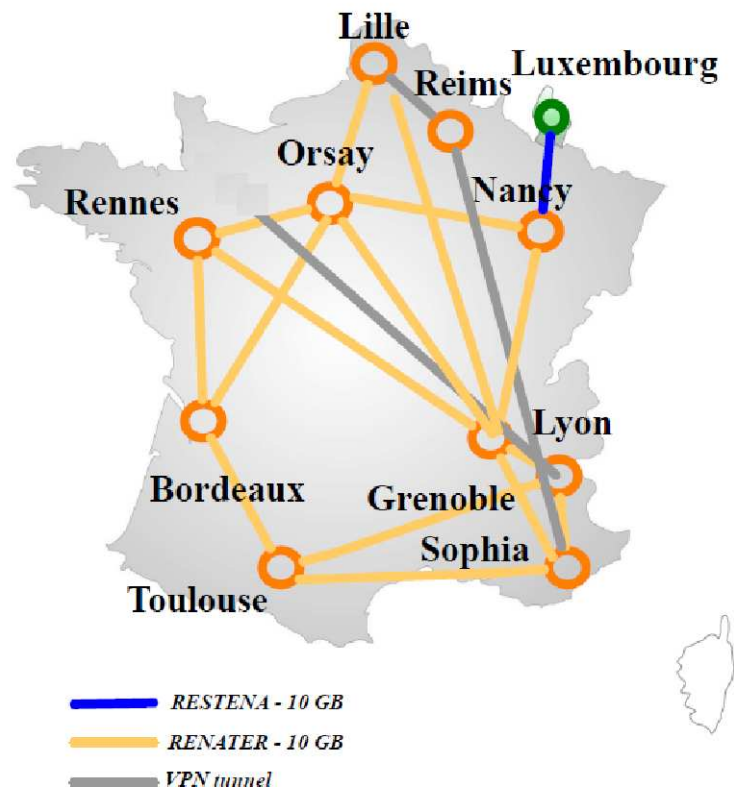 Lille
Reims
Luxembourg
Orsay
Nancy
Rennes
Lyon
Bordeaux
Grenoble
Sophia
Toulouse
RESTENA - 10 GB
RENATER - 10 GB
VPN tunnel